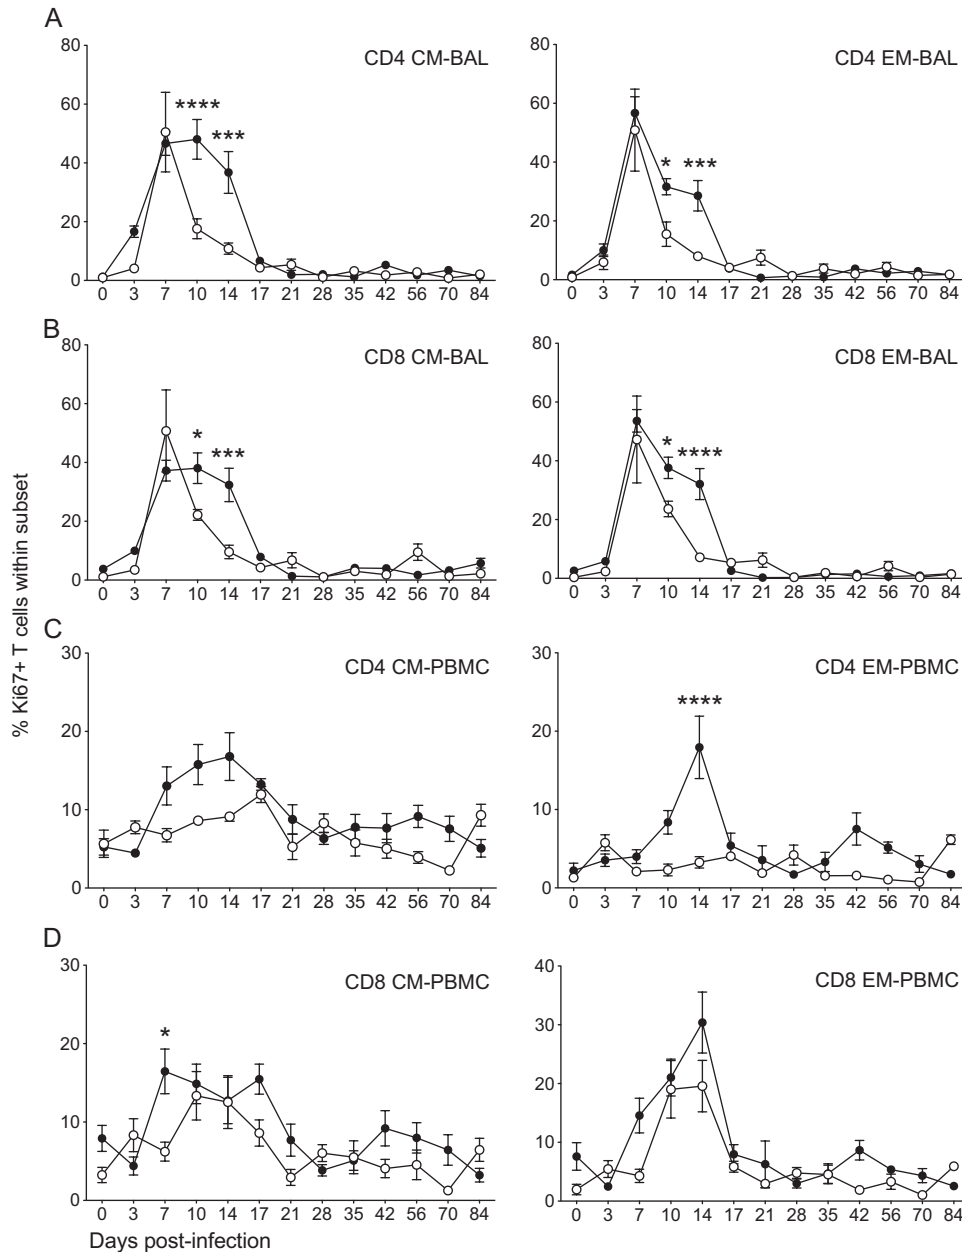 A
CD4 CM-BAL
80
60
40
20
0
**** ***
0 3 7 10 14 17 21 28 35 42 56 70 84
CD4 EM-BAL
80
60
40
20
0
* ***
0 3 7 10 14 17 21 28 35 42 56 70 84
B
CD8 CM-BAL
80
60
40
20
0
* ***
0 3 7 10 14 17 21 28 35 42 56 70 84
CD8 EM-BAL
80
60
40
20
0
* ****
0 3 7 10 14 17 21 28 35 42 56 70 84
% Ki67+ T cells within subset
C
CD4 CM-PBMC
30
20
10
0
0 3 7 10 14 17 21 28 35 42 56 70 84
CD4 EM-PBMC
30
20
10
0
****
0 3 7 10 14 17 21 28 35 42 56 70 84
D
CD8 CM-PBMC
30
20
10
0
*
0 3 7 10 14 17 21 28 35 42 56 70 84
CD8 EM-PBMC
40
30
20
10
0
0 3 7 10 14 17 21 28 35 42 56 70 84
Days post-infection